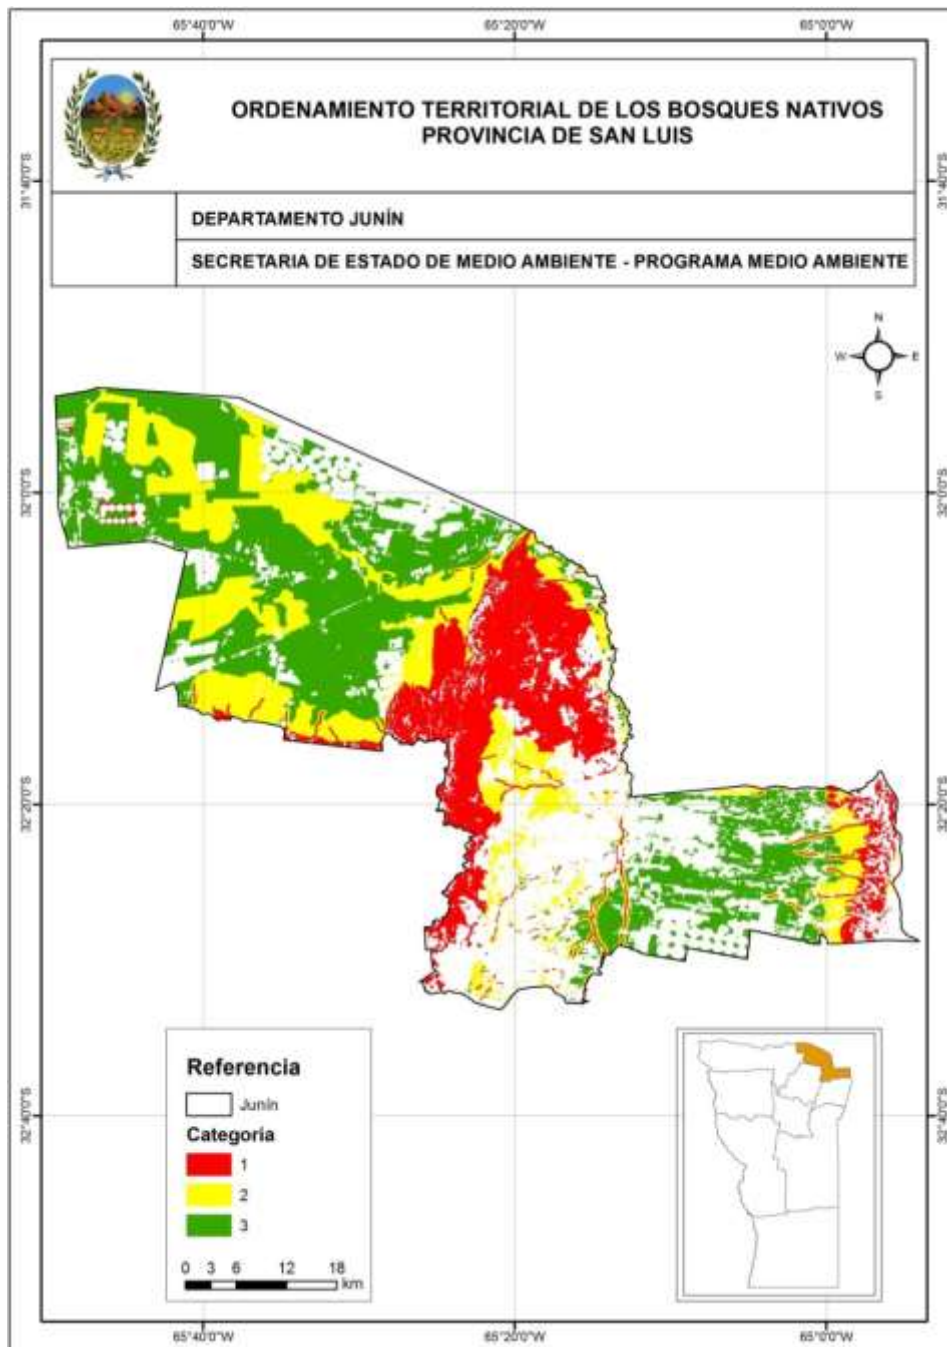 65°40'0"W 65°20'0"W 65°0'0"W
ORDENAMIENTO TERRITORIAL DE LOS BOSQUES NATIVOS
PROVINCIA DE SAN LUIS
31°40'0"S 31°40'0"S
DEPARTAMENTO JUNÍN
SECRETARIA DE ESTADO DE MEDIO AMBIENTE - PROGRAMA MEDIO AMBIENTE
N
W E
S
32°0'0"S 32°0'0"S
32°20'0"S 32°20'0"S
Referencia
Junín
32°40'0"S 32°40'0"S
Categoria
1
2
3
0 3 6 12 18
km
65°40'0"W 65°20'0"W 65°0'0"W